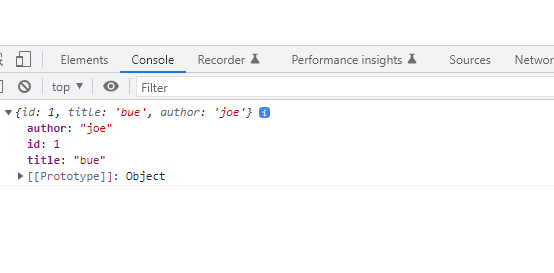 Elements Console Recorder Performance insights Sources Network
top Filter
{id: 1, title: 'bue', author: 'joe'} i
author: "joe"
id: 1
title: "bue"
[[Prototype]]: Object